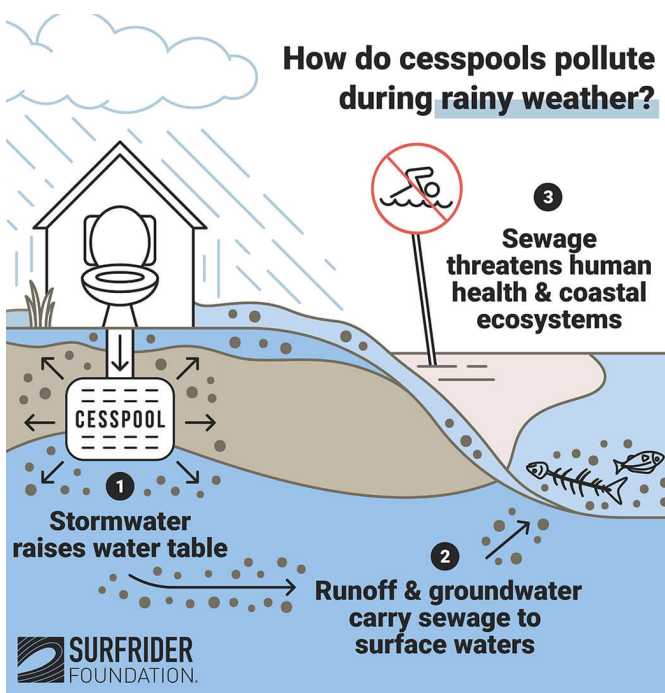 How do cesspools pollute
during rainy weather?
3
Sewage
threatens human
health & coastal
ecosystems
CESSPOOL
1
Stormwater
raises water table
2
Runoff & groundwater
carry sewage to
surface waters
SURFRIDER
FOUNDATION.